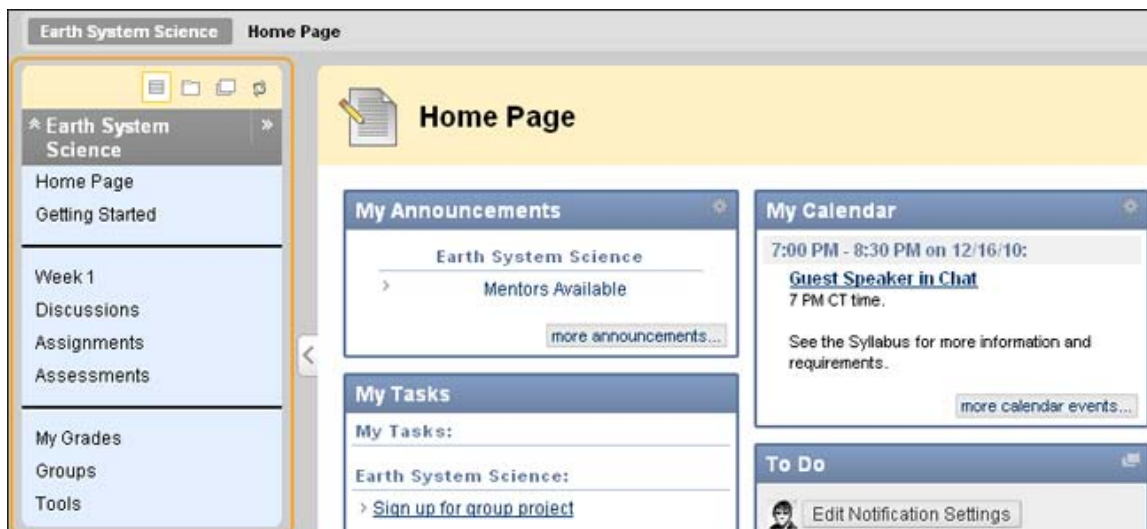 Earth System Science Home Page
Earth System
Science
Home Page
Getting Started
Week 1
Discussions
Assignments
Assessments
My Grades
Groups
Tools
Home Page
My Announcements
Earth System Science
Mentors Available
more announcements...
My Tasks
My Tasks:
Earth System Science:
Sign up for group project
My Calendar
7:00 PM - 8:30 PM on 12/16/10:
Guest Speaker in Chat
7 PM CT time.
See the Syllabus for more information and
requirements.
more calendar events...
To Do
Edit Notification Settings